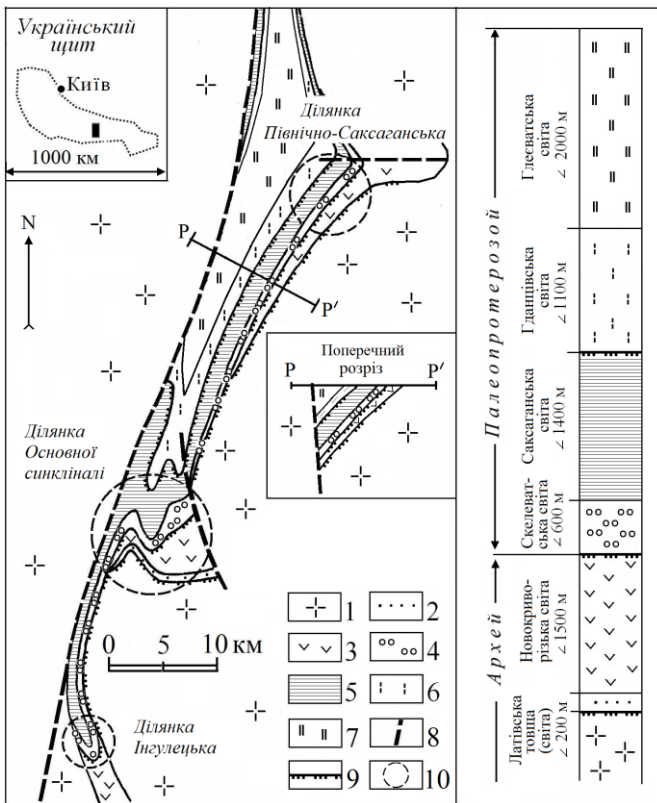 Український
щит
Київ
1000 км
N
Ділянка
Північно-Саксаганська
P
P'
Поперечний
розріз
P
P'
Ділянка
Основної
синкліналі
0 5 10 км
Ділянка
Інгулецька
1
2
3
4
5
6
7
8
9
10
Палеопротерозой
Архей
Глеєватська
світа
∠ 2000 м
Гданцівська
світа
∠ 1100 м
Саксаганська
світа
∠ 1400 м
Скелеват-
ська світа
∠ 600 м
Новокриво-
різька світа
∠ 1500 м
Латівська
товща
(світа)
∠ 200 м